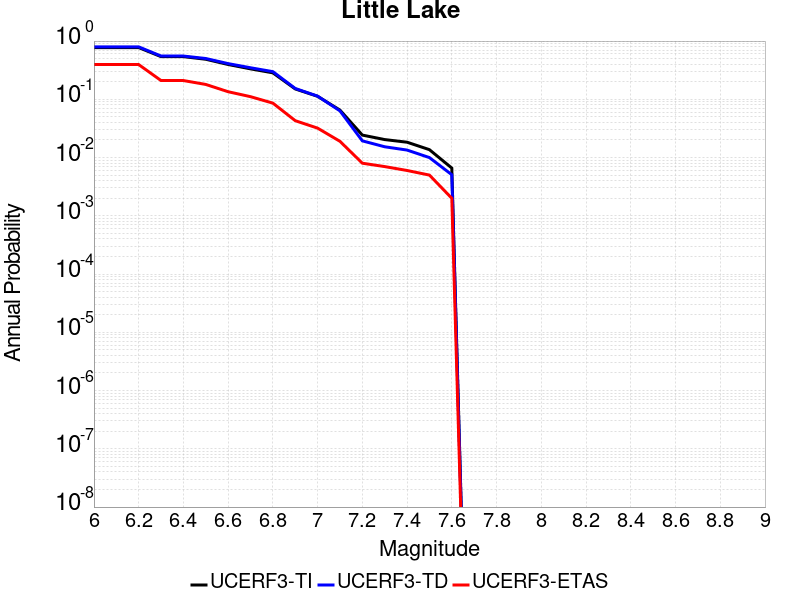 Little Lake
10^0
10^-1
10^-2
10^-3
10^-4
10^-5
10^-6
10^-7
10^-8
Annual Probability
6 6.2 6.4 6.6 6.8 7 7.2 7.4 7.6 7.8 8 8.2 8.4 8.6 8.8 9
Magnitude
UCERF3-TI UCERF3-TD UCERF3-ETAS